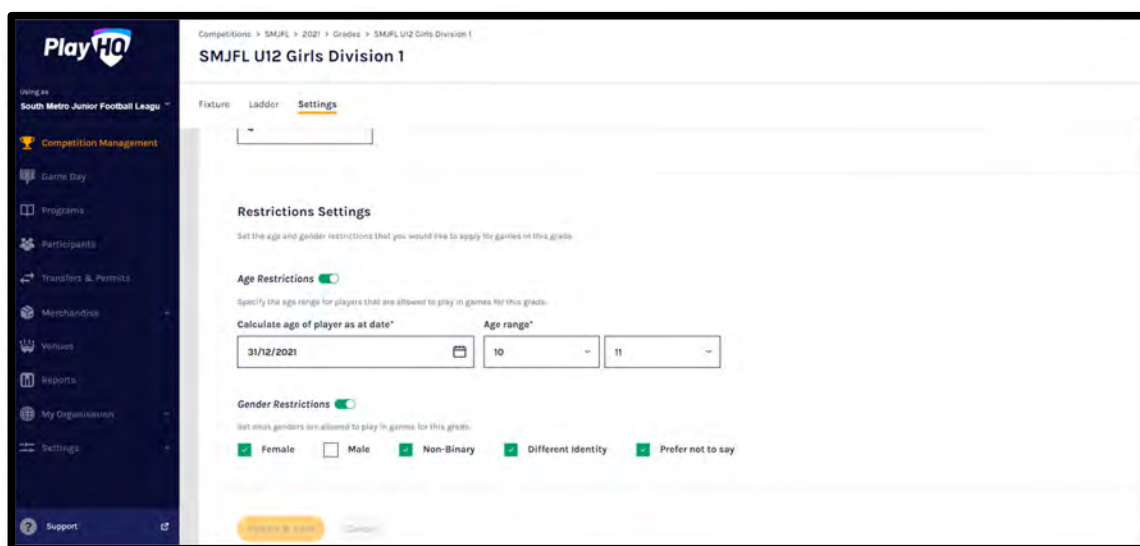 PlayHQ
Using as
South Metro Junior Football Leagu
Competition Management
Game Day
Programs
Participants
Transfers & Permits
Merchandise
Venues
Reports
My Organisation
Settings
Support
Competitions > SMJFL > 2021 > Grades > SMJFL U12 Girls Division 1
SMJFL U12 Girls Division 1
Fixture Ladder Settings
Restrictions Settings
Set the age and gender restrictions that you would like to apply for games in this grade.
Age Restrictions
Specify the age range for players that are allowed to play in games for this grade.
Calculate age of player as at date* Age range*
31/12/2021 10 11
Gender Restrictions
Set what genders are allowed to play in games for this grade.
Female Male Non-Binary Different Identity Prefer not to say
Cancel